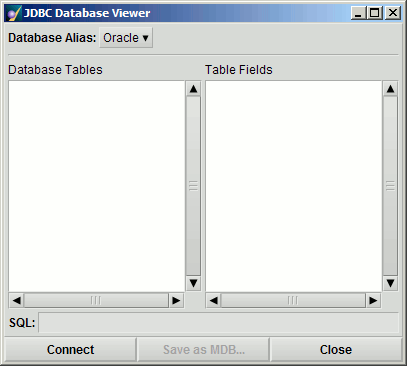 JDBC Database Viewer
Database Alias: Oracle
Database Tables Table Fields
SQL:
Connect Save as MDB... Close